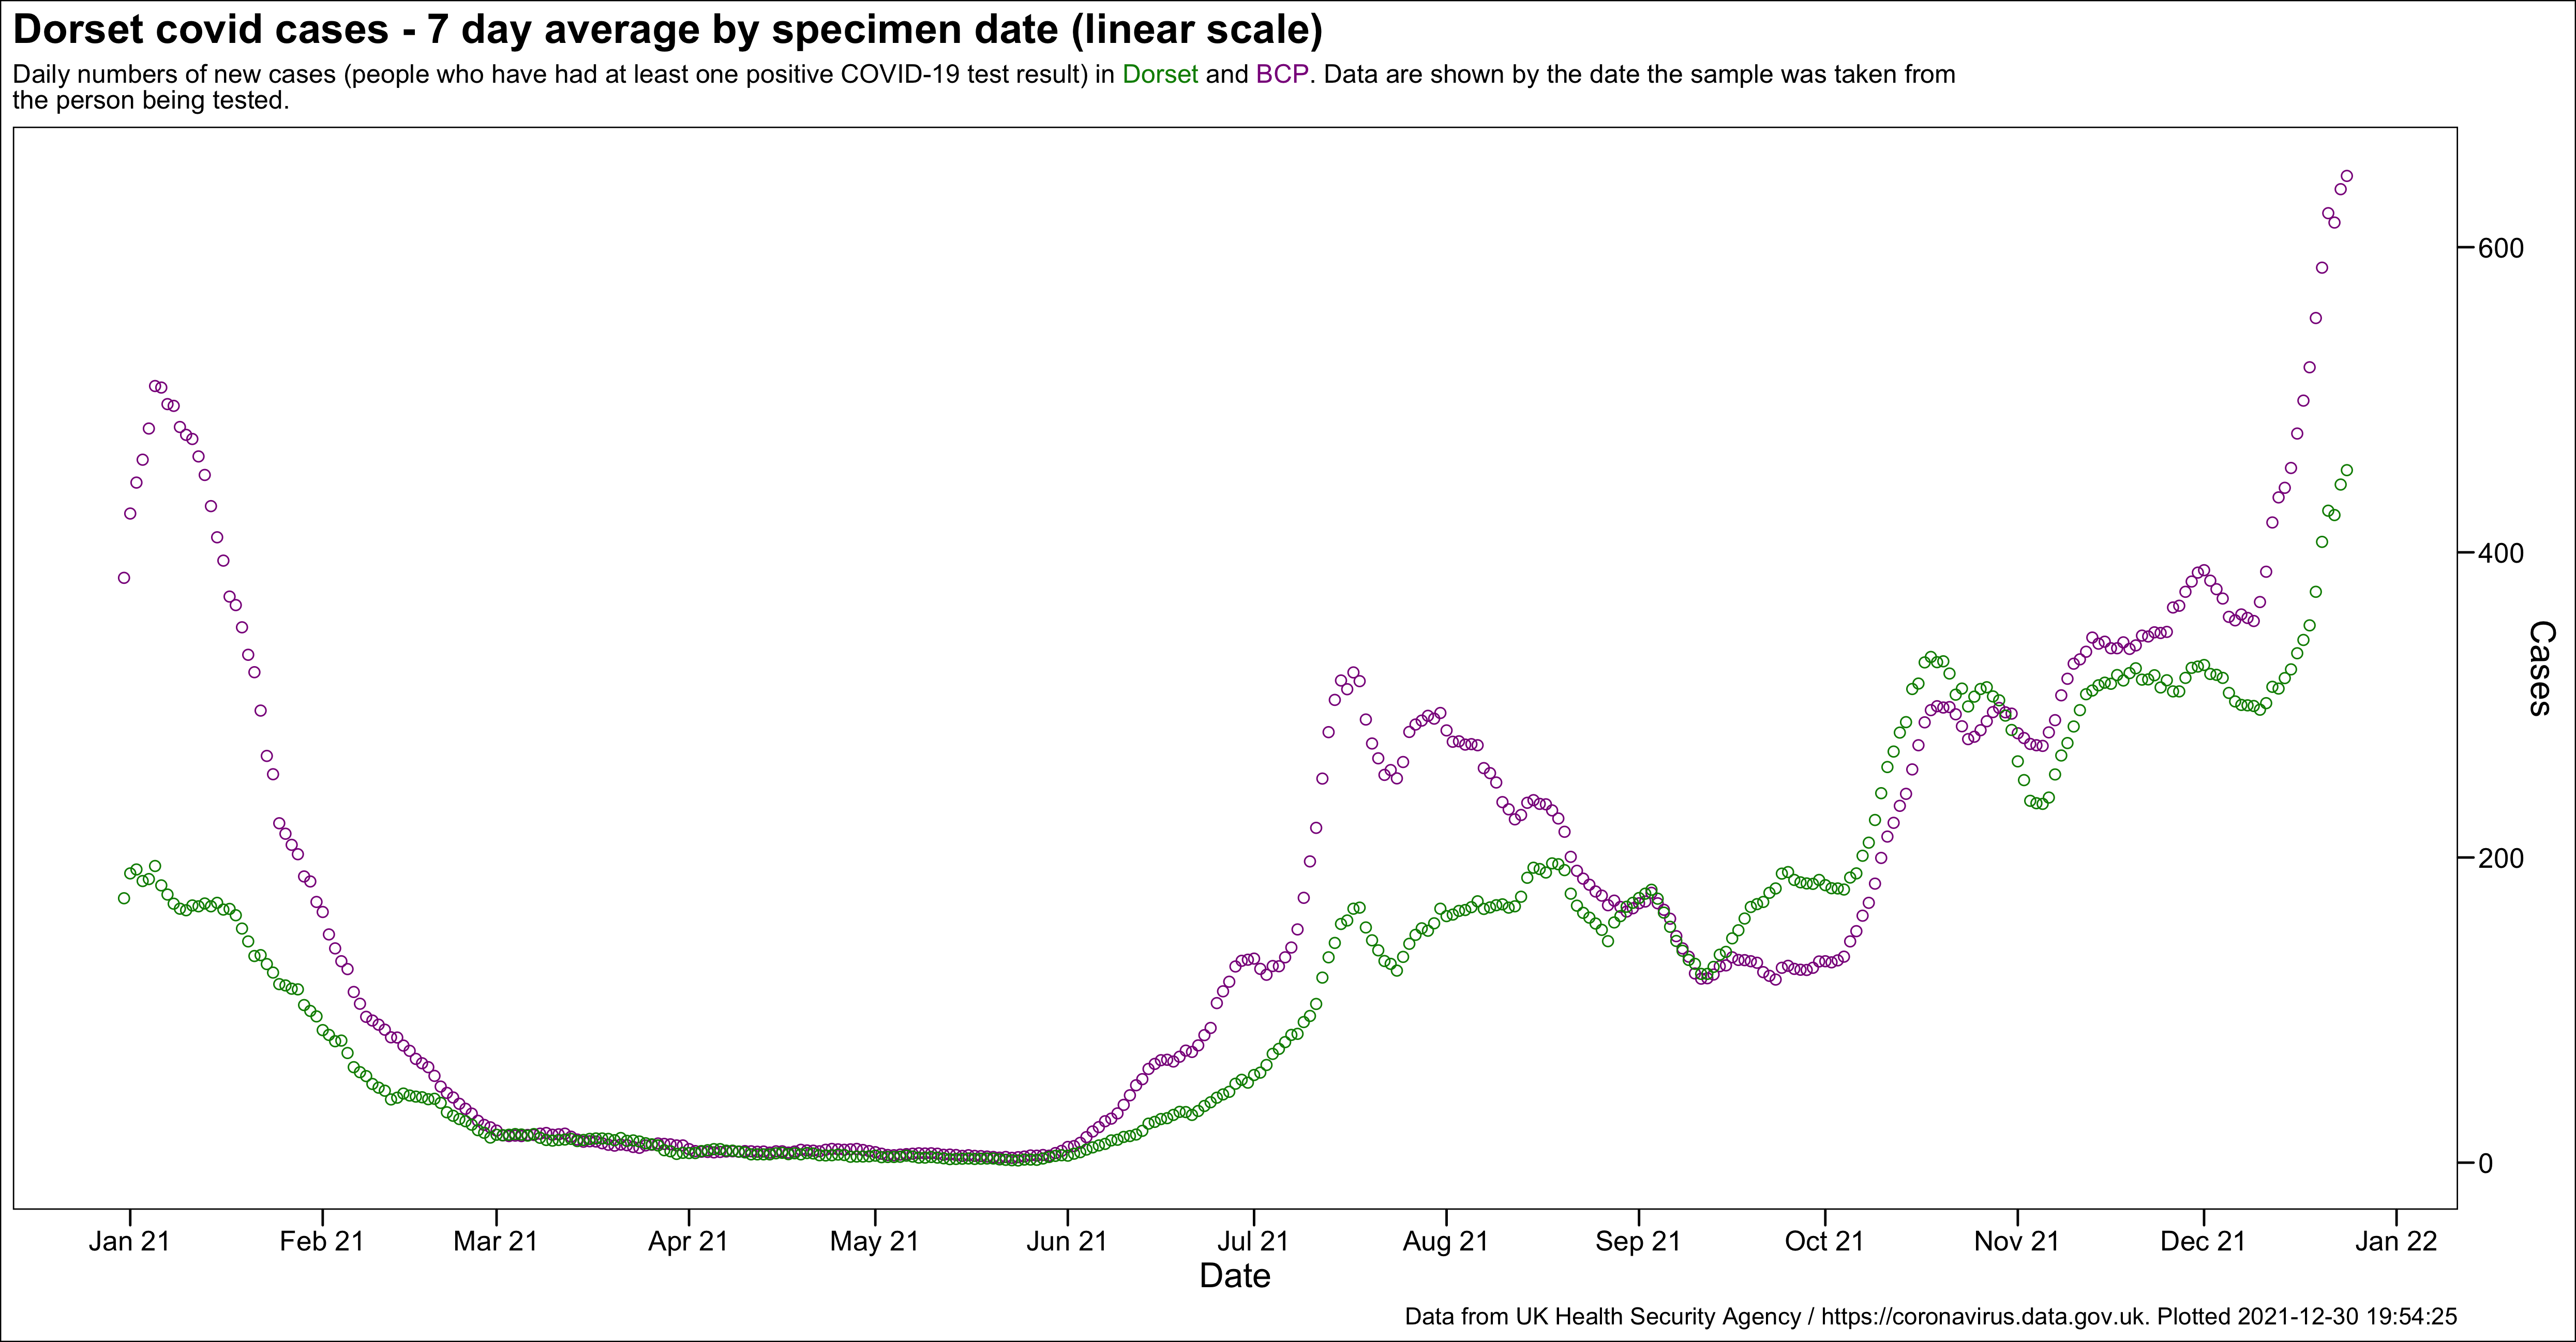 Dorset covid cases - 7 day average by specimen date (linear scale)
Daily numbers of new cases (people who have had at least one positive COVID-19 test result) in Dorset and BCP. Data are shown by the date the sample was taken from
the person being tested.
600
400
200
0
Cases
Jan 21 Feb 21 Mar 21 Apr 21 May 21 Jun 21 Jul 21 Aug 21 Sep 21 Oct 21 Nov 21 Dec 21 Jan 22
Date
Data from UK Health Security Agency / https://coronavirus.data.gov.uk. Plotted 2021-12-30 19:54:25